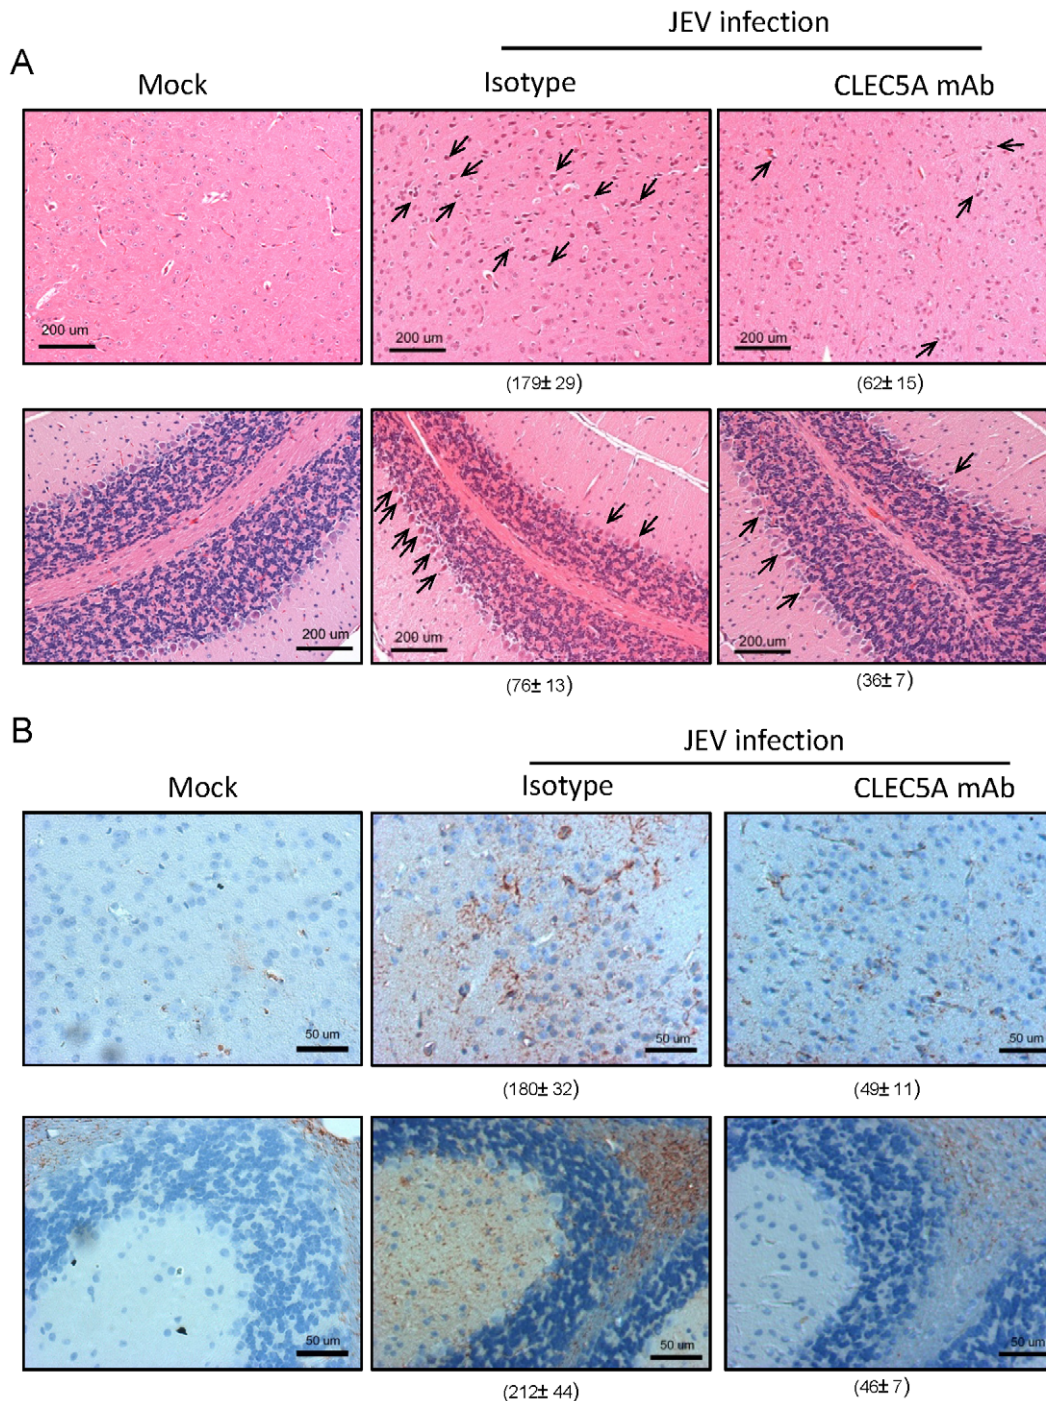 JEV infection
A
Mock
Isotype
CLEC5A mAb
200 um
200 um
200 um
(179± 29)
(62± 15)
200 um
200 um
200 um
(76± 13)
(36± 7)
B
JEV infection
Mock
Isotype
CLEC5A mAb
50 um
50 um
50 um
(180± 32)
(49± 11)
50 um
50 um
50 um
(212± 44)
(46± 7)